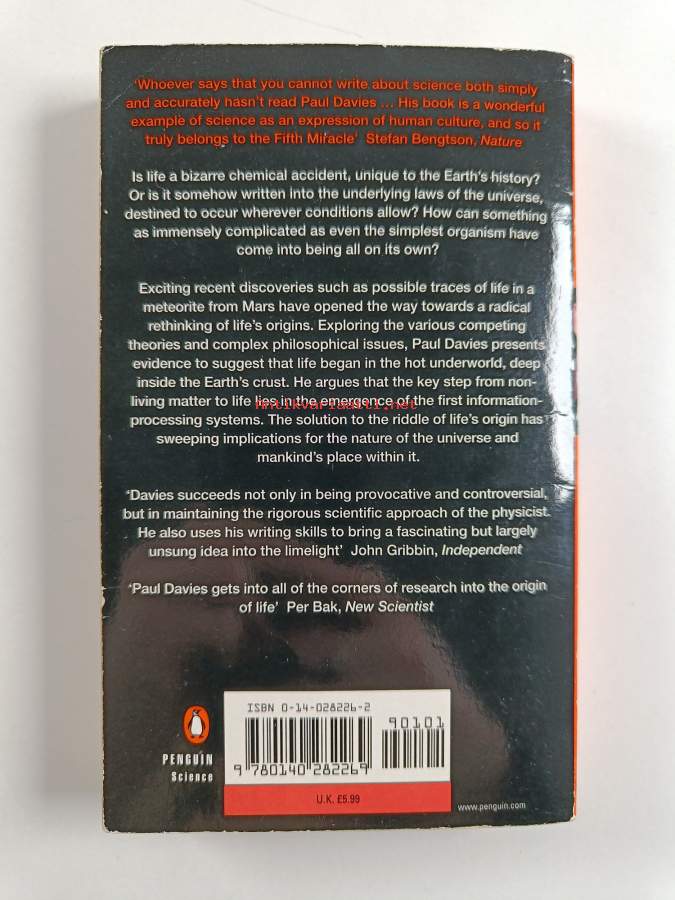 'Whoever says that you cannot write about science both simply
and accurately hasn't read Paul Davies ... His book is a wonderful
example of science as an expression of human culture, and so it
truly belongs to the Fifth Miracle' Stefan Bengtson, Nature
Is life a bizarre chemical accident, unique to the Earth's history?
Or is it somehow written into the underlying laws of the universe,
destined to occur wherever conditions allow? How can something
as immensely complicated as even the simplest organism have
come into being all on its own?
Exciting recent discoveries such as possible traces of life in a
meteorite from Mars have opened the way towards a radical
rethinking of life's origins. Exploring the various competing
theories and complex philosophical issues, Paul Davies presents
evidence to suggest that life began in the hot underworld, deep
inside the Earth's crust. He argues that the key step from non-
living matter to life lies in the emergence of the first information-
Antikvariaatti.net
processing systems. The solution to the riddle of life's origin has
sweeping implications for the nature of the universe and
mankind's place within it.
'Davies succeeds not only in being provocative and controversial,
but in maintaining the rigorous scientific approach of the physicist.
He also uses his writing skills to bring a fascinating but largely
unsung idea into the limelight' John Gribbin, Independent
'Paul Davies gets into all of the corners of research into the origin
of life' Per Bak, New Scientist
ISBN 0-14-028226-2
90101
9 780140 282269
PENGUIN
Science
U.K. £5.99
www.penguin.com